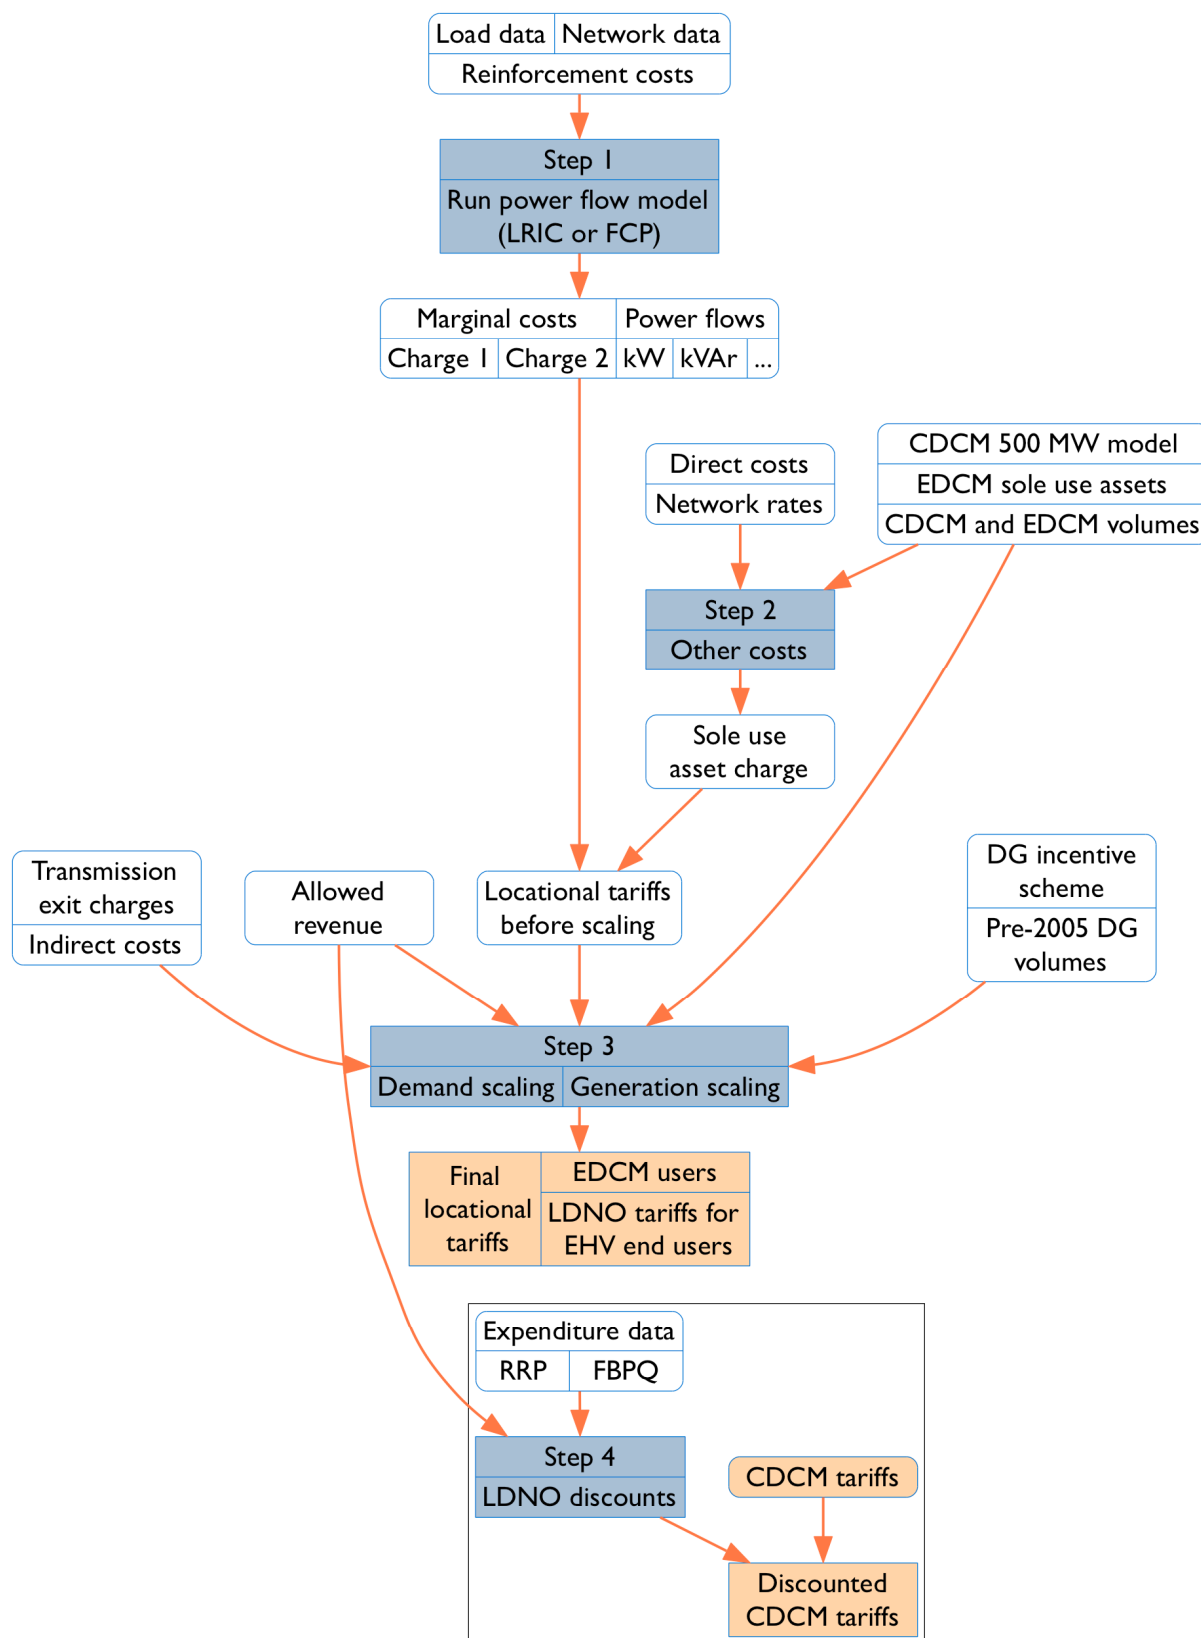 Load data
Network data
Reinforcement costs
Step 1
Run power flow model
(LRIC or FCP)
Marginal costs
Power flows
Charge 1
Charge 2
kW
kVAr
...
Direct costs
Network rates
CDCM 500 MW model
EDCM sole use assets
CDCM and EDCM volumes
Step 2
Other costs
Sole use
asset charge
Transmission
exit charges
Indirect costs
Allowed
revenue
Locational tariffs
before scaling
DG incentive
scheme
Pre-2005 DG
volumes
Step 3
Demand scaling
Generation scaling
Final
locational
tariffs
EDCM users
LDNO tariffs for
EHV end users
Expenditure data
RRP
FBPQ
Step 4
LDNO discounts
CDCM tariffs
Discounted
CDCM tariffs